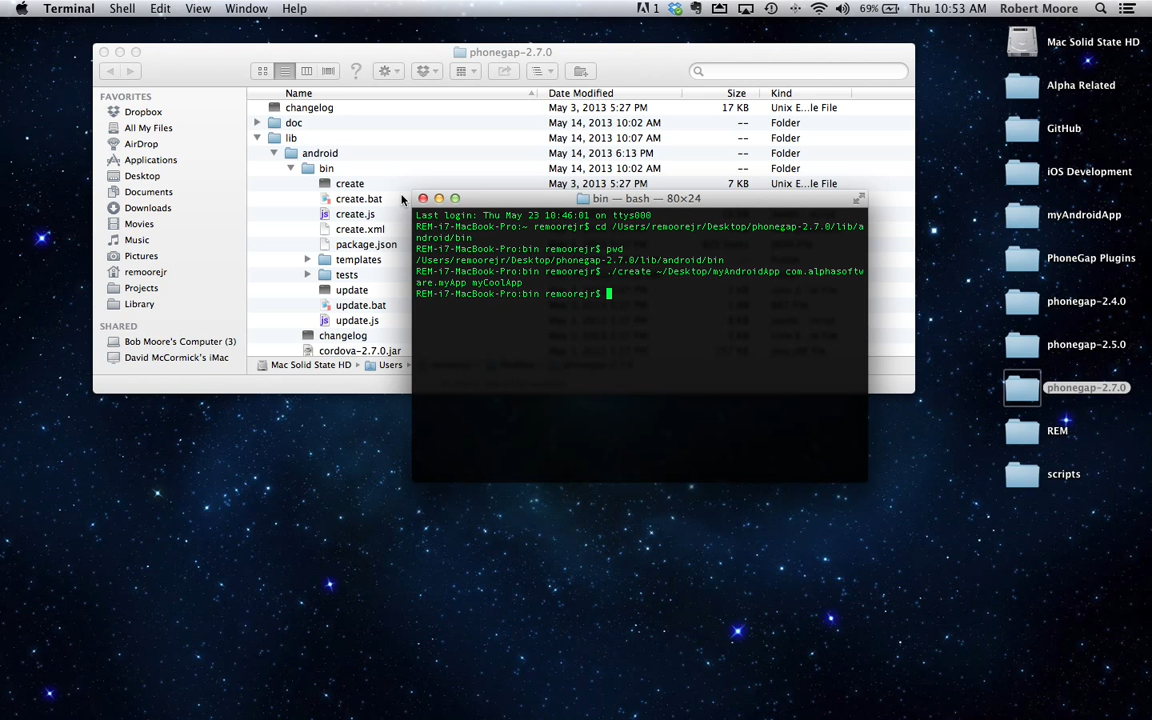 Terminal Shell Edit View Window Help
1 69% Thu 10:53 AM Robert Moore
phonegap-2.7.0
FAVORITES
Dropbox
All My Files
AirDrop
Applications
Desktop
Documents
Downloads
Movies
Music
Pictures
remoorejr
Projects
Library
SHARED
Bob Moore's Computer (3)
David McCormick's iMac
Name Date Modified Size Kind
changelog May 3, 2013 5:27 PM 17 KB Unix E...le File
doc May 14, 2013 10:02 AM -- Folder
lib May 14, 2013 10:07 AM -- Folder
android May 14, 2013 6:13 PM -- Folder
bin May 14, 2013 10:02 AM -- Folder
create May 3, 2013 5:27 PM 7 KB Unix E...le File
create.bat
create.js
create.xml
package.json
templates
tests
update
update.bat
update.js
changelog
cordova-2.7.0.jar
Mac Solid State HD Users
bin — bash — 80×24
Last login: Thu May 23 10:46:01 on ttys000
REM-i7-MacBook-Pro:~ remoorejr$ cd /Users/remoorejr/Desktop/phonegap-2.7.0/lib/a
ndroid/bin
REM-i7-MacBook-Pro:bin remoorejr$ pwd
/Users/remoorejr/Desktop/phonegap-2.7.0/lib/android/bin
REM-i7-MacBook-Pro:bin remoorejr$ ./create ~/Desktop/myAndroidApp com.alphasoftw
are.myApp myCoolApp
REM-i7-MacBook-Pro:bin remoorejr$
Mac Solid State HD
Alpha Related
GitHub
iOS Development
myAndroidApp
PhoneGap Plugins
phonegap-2.4.0
phonegap-2.5.0
phonegap-2.7.0
REM
scripts